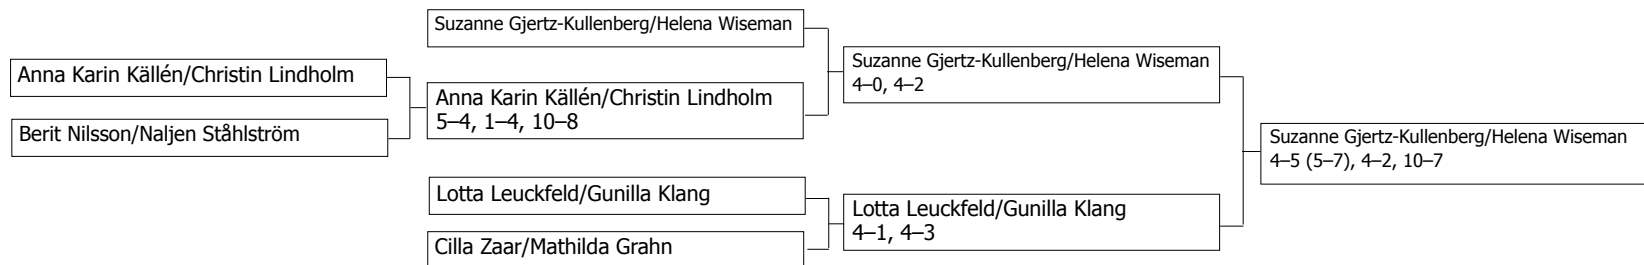 Suzanne Gjertz-Kullenberg/Helena Wiseman
Anna Karin Källén/Christin Lindholm
Berit Nilsson/Naljen Ståhlström
Anna Karin Källén/Christin Lindholm
5–4, 1–4, 10–8
Lotta Leuckfeld/Gunilla Klang
Cilla Zaar/Mathilda Grahn
Suzanne Gjertz-Kullenberg/Helena Wiseman
4–0, 4–2
Lotta Leuckfeld/Gunilla Klang
4–1, 4–3
Suzanne Gjertz-Kullenberg/Helena Wiseman
4–5 (5–7), 4–2, 10–7